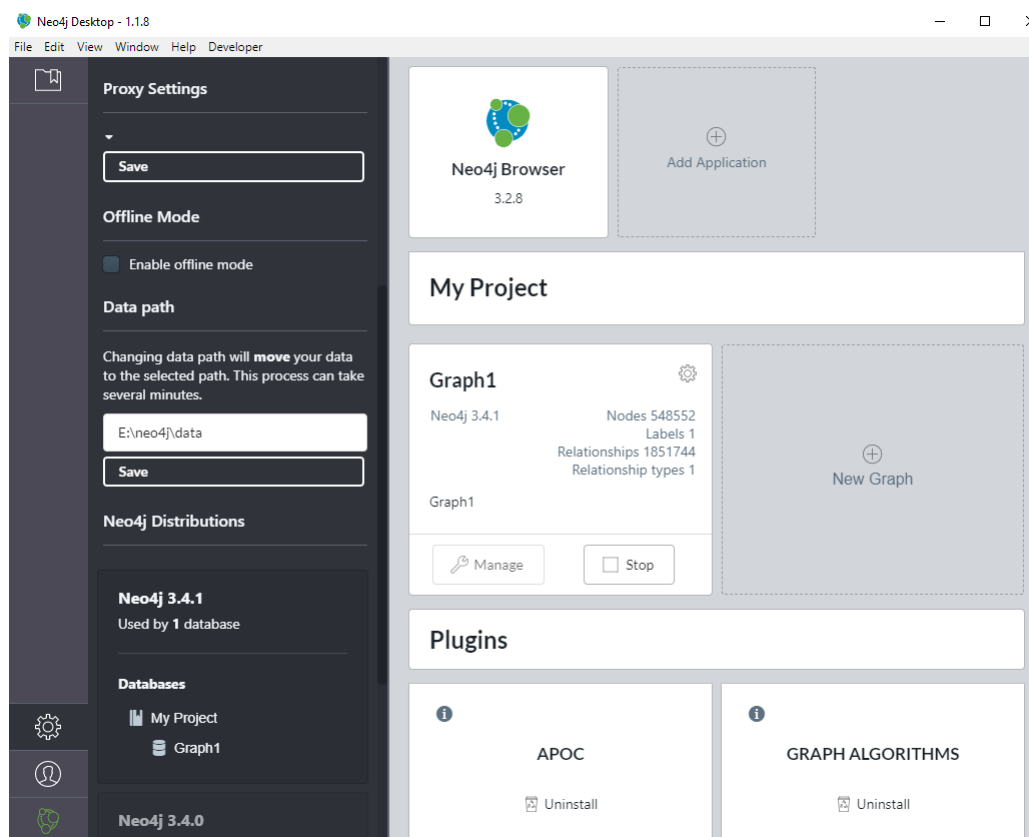 Neo4j Desktop - 1.1.8
File Edit View Window Help Developer
Proxy Settings
Save
Offline Mode
Enable offline mode
Data path
Changing data path will move your data
to the selected path. This process can take
several minutes.
E:\neo4j\data
Save
Neo4j Distributions
Neo4j 3.4.1
Used by 1 database
Databases
My Project
Graph1
Neo4j 3.4.0
Neo4j Browser
3.2.8
Add Application
My Project
Graph1
Neo4j 3.4.1
Nodes 548552
Labels 1
Relationships 1851744
Relationship types 1
Graph1
Manage
Stop
New Graph
Plugins
APOC
Uninstall
GRAPH ALGORITHMS
Uninstall